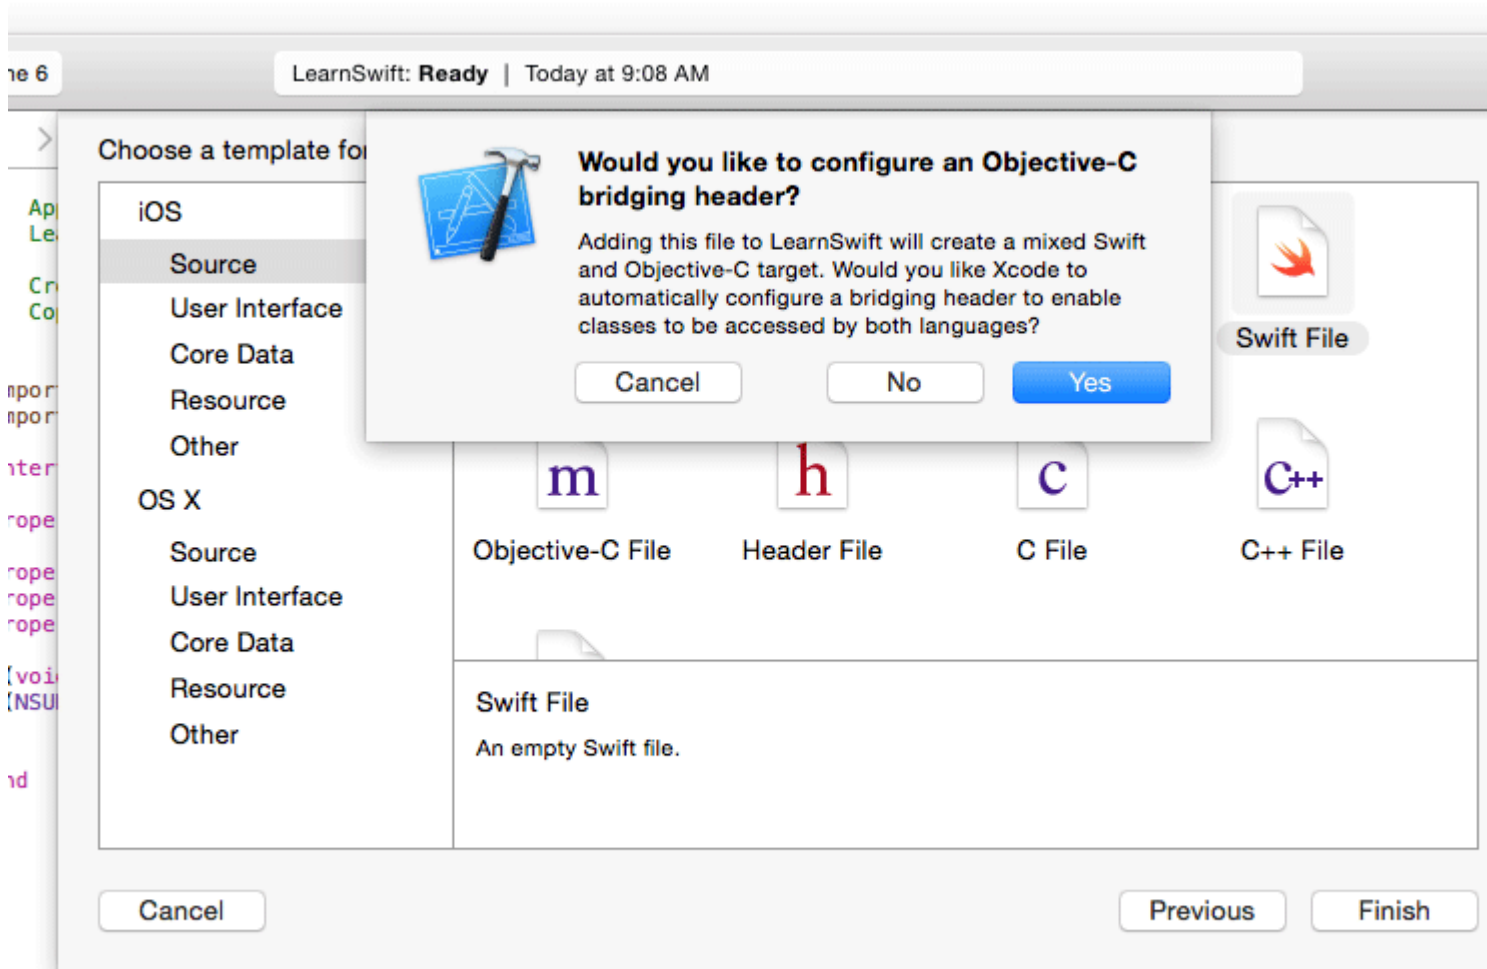 LearnSwift: Ready | Today at 9:08 AM
Choose a template for
Would you like to configure an Objective-C
bridging header?
Adding this file to LearnSwift will create a mixed Swift
and Objective-C target. Would you like Xcode to
automatically configure a bridging header to enable
classes to be accessed by both languages?
Cancel
No
Yes
iOS
Source
User Interface
Core Data
Resource
Other
OS X
Source
User Interface
Core Data
Resource
Other
Swift File
m
h
c
C++
Objective-C File
Header File
C File
C++ File
Swift File
An empty Swift file.
Cancel
Previous
Finish